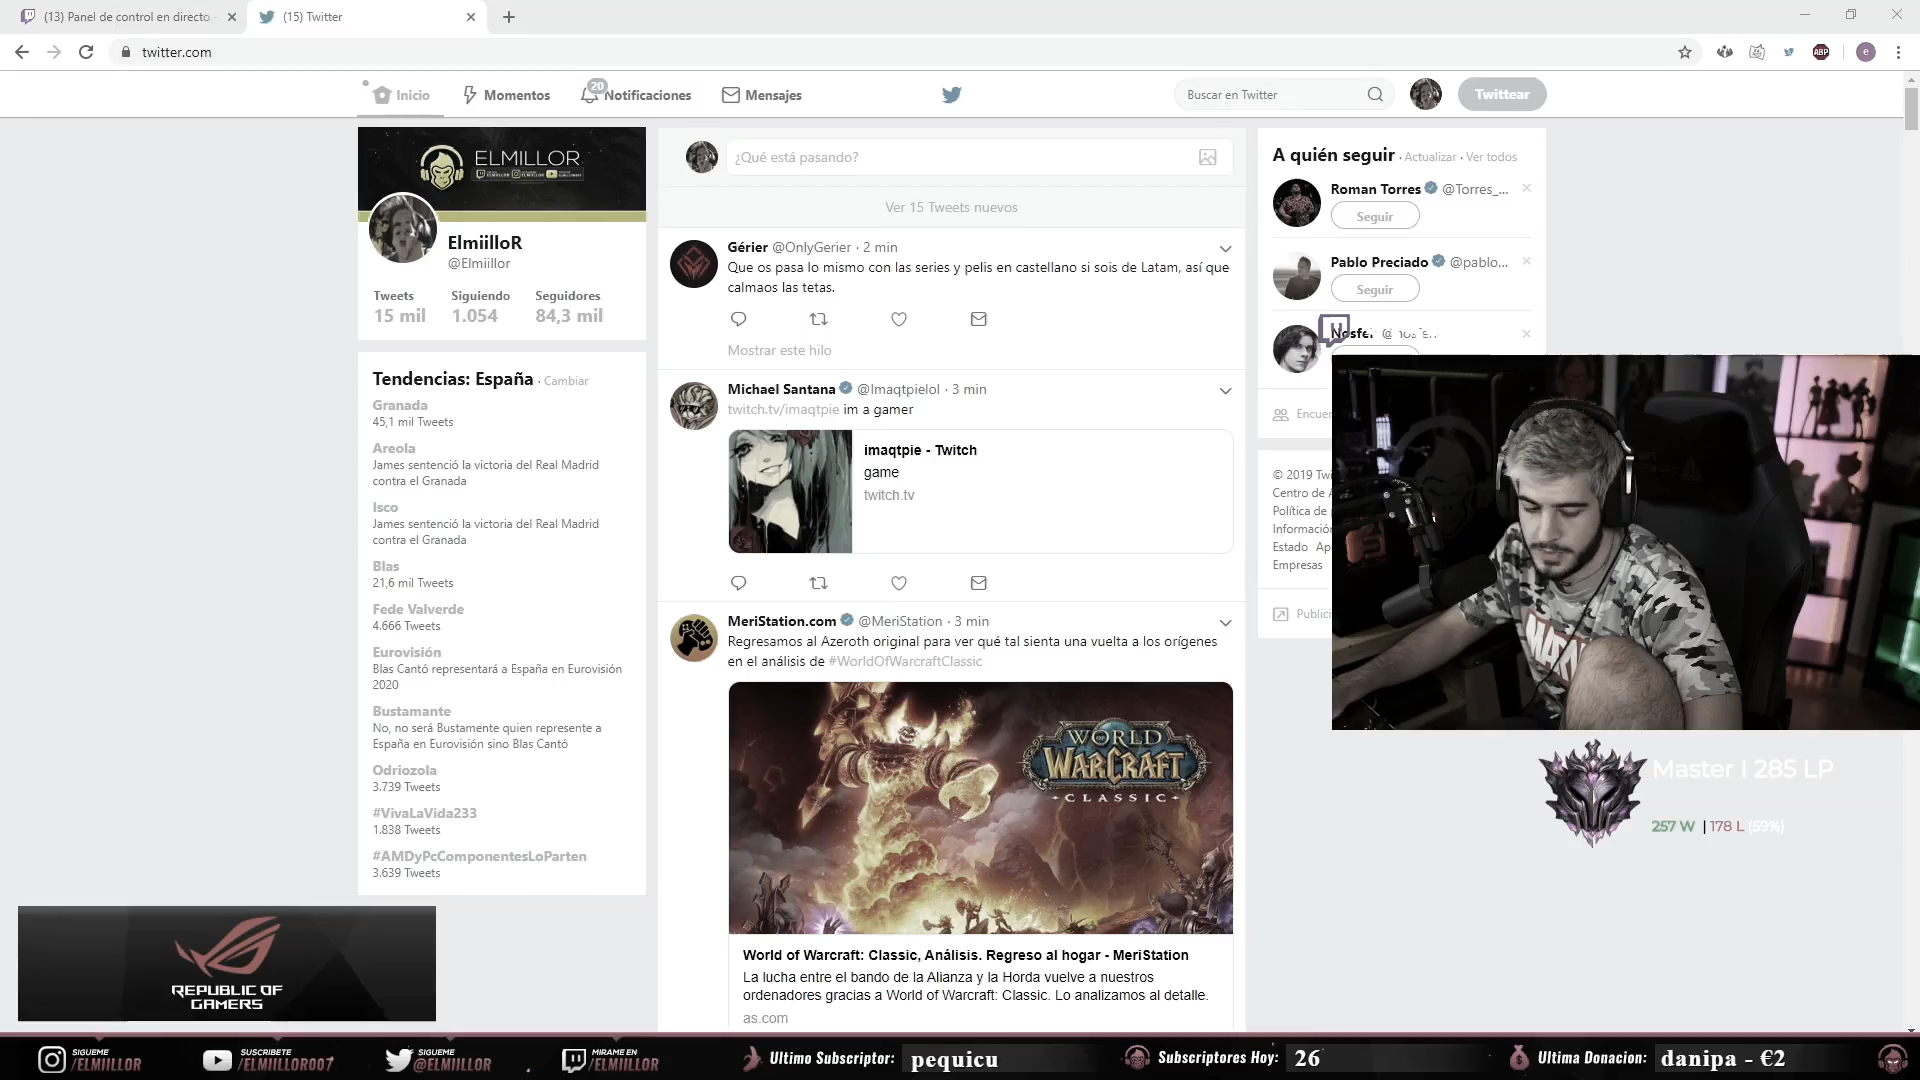 (13) Panel de control en directo
(15) Twitter
twitter.com
ABP
e
Inicio
Momentos
20
Notificaciones
Mensajes
Buscar en Twitter
Twittear
ELMILLOR
ElmiilloR
@Elmiillor
Tweets Siguiendo Seguidores
15 mil 1.054 84,3 mil
Tendencias: España · Cambiar
Granada
45,1 mil Tweets
Areola
James sentenció la victoria del Real Madrid
contra el Granada
Isco
James sentenció la victoria del Real Madrid
contra el Granada
Blas
21,6 mil Tweets
Fede Valverde
4.666 Tweets
Eurovisión
Blas Cantó representará a España en Eurovisión
2020
Bustamante
No, no será Bustamente quien represente a
España en Eurovisión sino Blas Cantó
Odriozola
3.739 Tweets
#VivaLaVida233
1.838 Tweets
#AMDyPcComponentesLoParten
3.639 Tweets
¿Qué está pasando?
Ver 15 Tweets nuevos
Gérier @OnlyGerier · 2 min
Que os pasa lo mismo con las series y pelis en castellano si sois de Latam, así que
calmaos las tetas.
Mostrar este hilo
Michael Santana @Imaqtpielol · 3 min
twitch.tv/imaqtpie im a gamer
imaqtpie - Twitch
game
twitch.tv
MeriStation.com @MeriStation · 3 min
Regresamos al Azeroth original para ver qué tal sienta una vuelta a los orígenes
en el análisis de #WorldOfWarcraftClassic
WORLD
OF
WARCRAFT
CLASSIC
World of Warcraft: Classic, Análisis. Regreso al hogar - MeriStation
La lucha entre el bando de la Alianza y la Horda vuelve a nuestros
ordenadores gracias a World of Warcraft: Classic. Lo analizamos al detalle.
as.com
A quién seguir · Actualizar · Ver todos
Roman Torres @Torres_...
Seguir
Pablo Preciado @pablo...
Seguir
© 2019
Centro de
Política de
Estado
Empresas
Master I 285 LP
257 W | 178 L (59%)
REPUBLIC OF
GAMERS
SIGUEME
/ELMIILLOR
SUSCRIBETE
/ELMIILLOR007
SIGUEME
@ELMIILLOR
MIRAME EN
/ELMIILLOR
Ultimo Subscriptor: pequicu
Subscriptores Hoy: 26
Ultima Donacion: danipa - €2